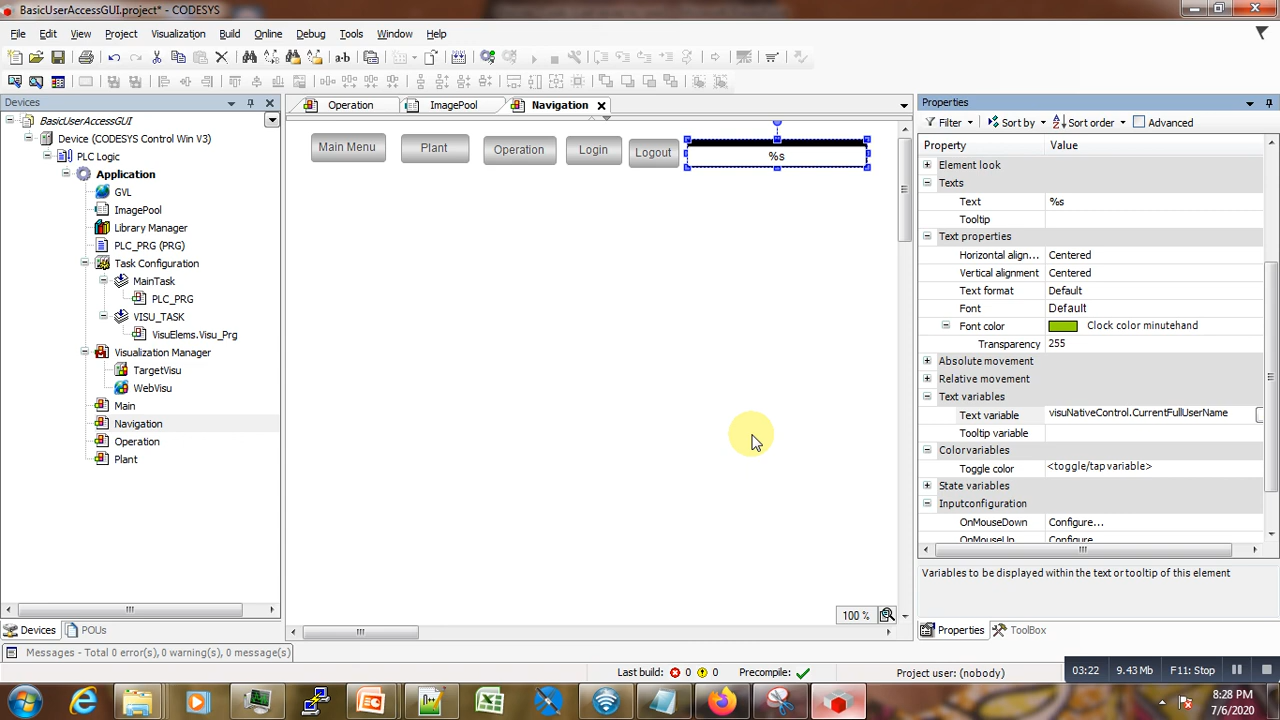 BasicUserAccessGUI.project* - CODESYS
File Edit View Project Visualization Build Online Debug Tools Window Help
Devices
BasicUserAccessGUI
Device (CODESYS Control Win V3)
PLC Logic
Application
GVL
ImagePool
Library Manager
PLC_PRG (PRG)
Task Configuration
MainTask
PLC_PRG
VISU_TASK
VisuElems.Visu_Prg
Visualization Manager
TargetVisu
WebVisu
Main
Navigation
Operation
Plant
Devices POUs
Operation ImagePool Navigation
Main Menu Plant Operation Login Logout %s
100 %
Properties
Filter Sort by Sort order Advanced
Property Value
Element look
Texts
Text %s
Tooltip
Text properties
Horizontal align... Centered
Vertical alignment Centered
Text format Default
Font Default
Font color Clock color minutehand
Transparency 255
Absolute movement
Relative movement
Text variables
Text variable visuNativeControl.CurrentFullUserName
Tooltip variable
Colorvariables
Toggle color <toggle/tap variable>
State variables
Inputconfiguration
OnMouseDown Configure...
OnMouseUp Configure...
Variables to be displayed within the text or tooltip of this element
Properties ToolBox
Messages - Total 0 error(s), 0 warning(s), 0 message(s)
Last build: 0 0 Precompile: Project user: (nobody)
03:22 9.43 Mb F11: Stop
8:28 PM
7/6/2020